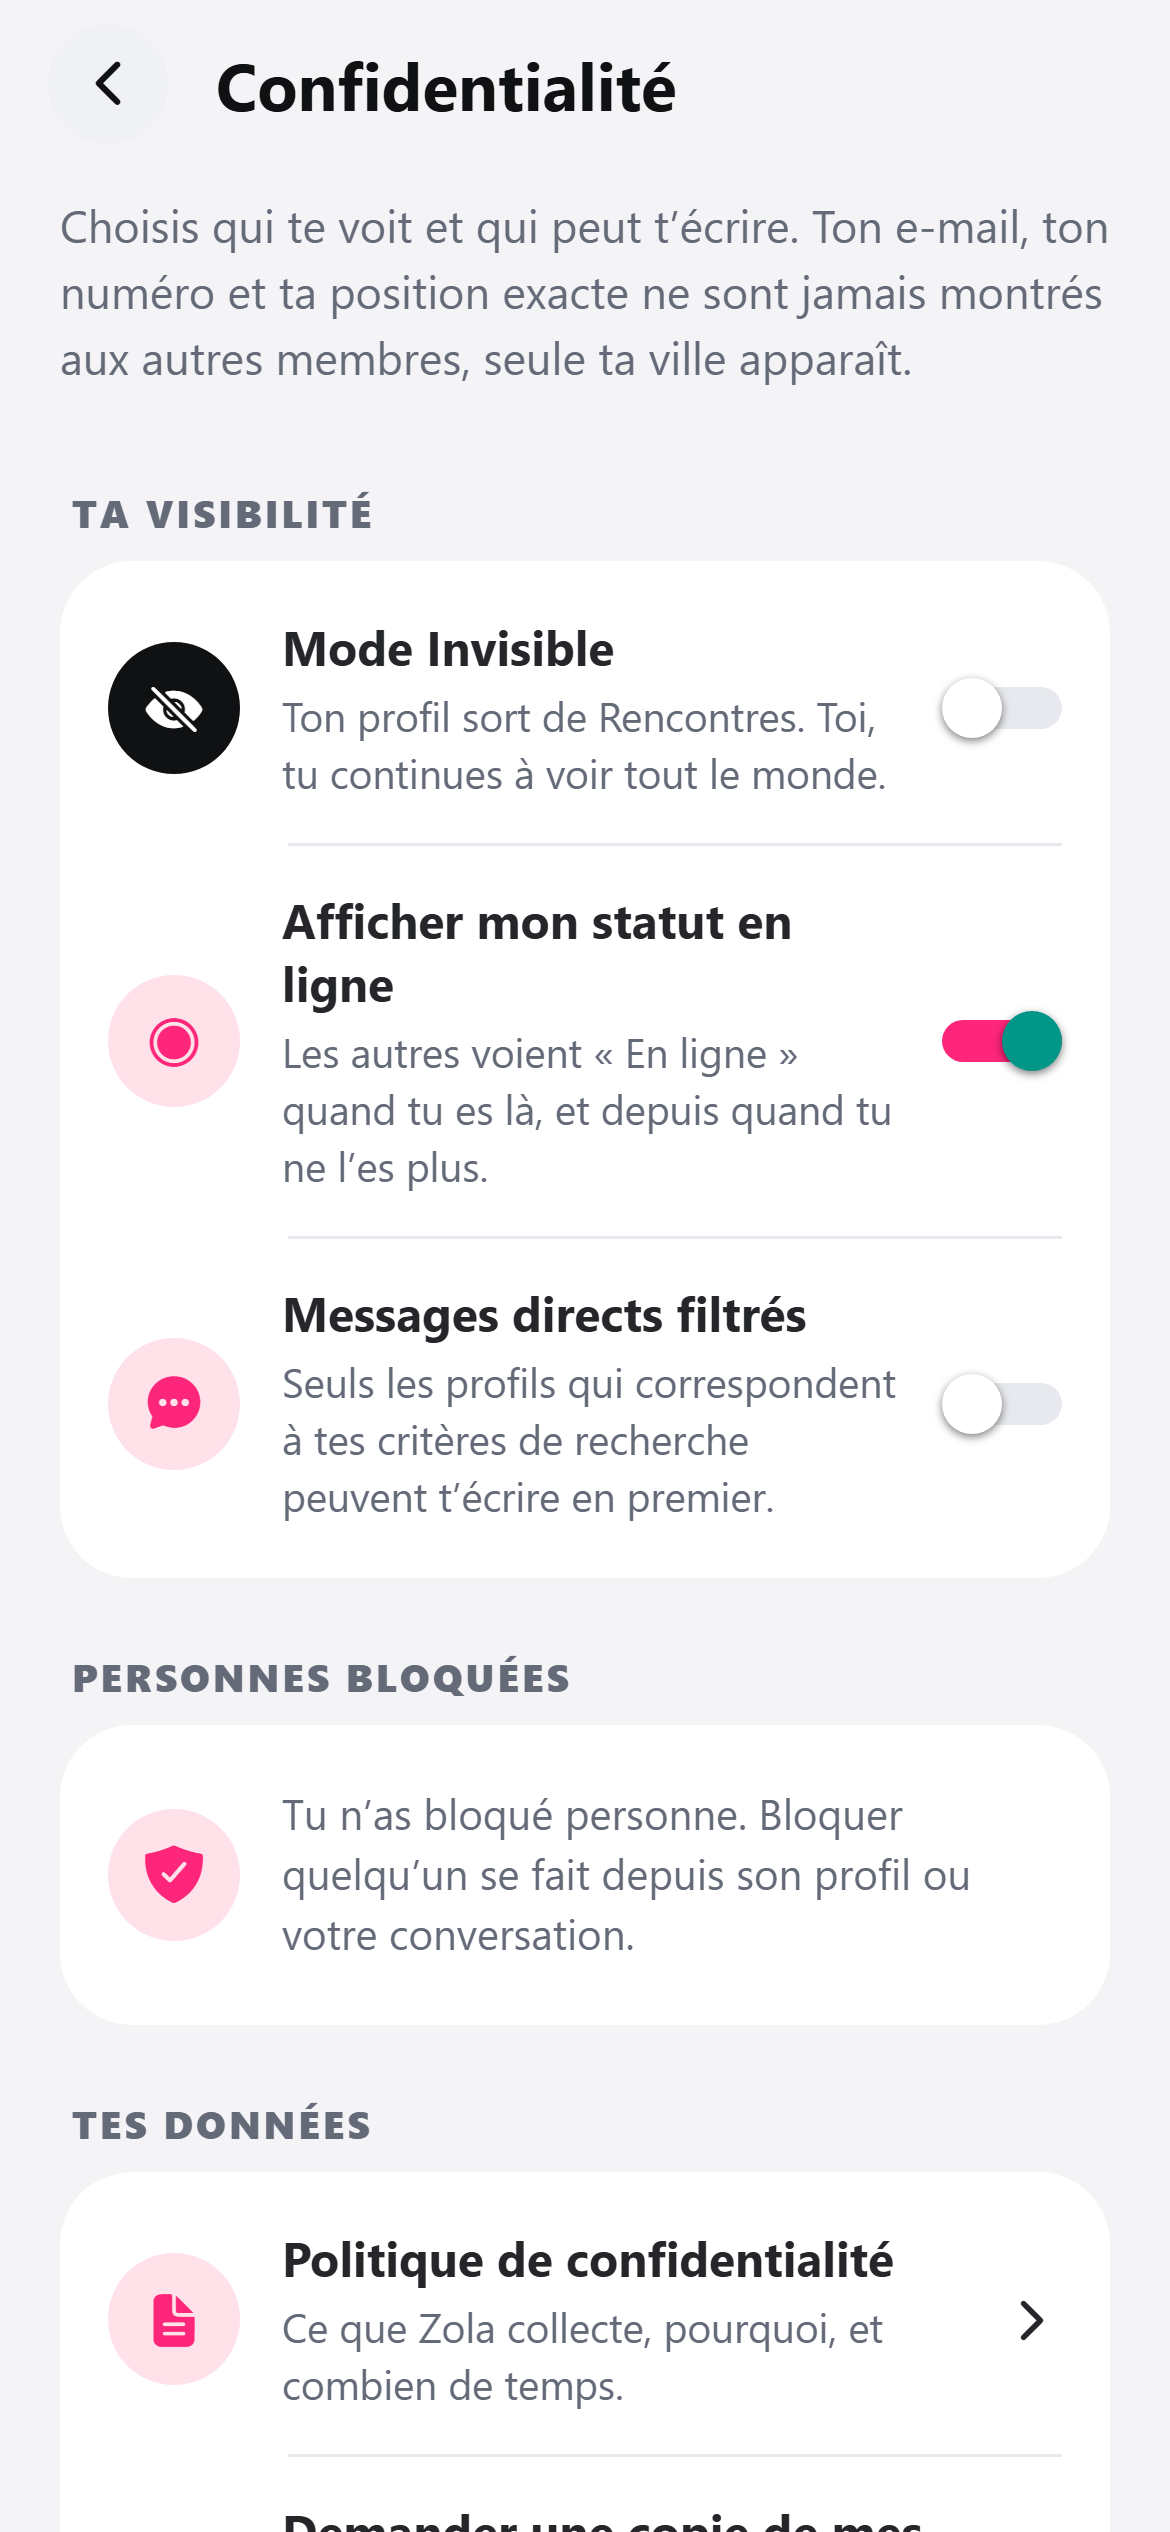 Confidentialité
Choisis qui te voit et qui peut t’écrire. Ton e-mail, ton
numéro et ta position exacte ne sont jamais montrés
aux autres membres, seule ta ville apparaît.
TA VISIBILITÉ
Mode Invisible
Ton profil sort de Rencontres. Toi,
tu continues à voir tout le monde.
Afficher mon statut en
ligne
Les autres voient « En ligne »
quand tu es là, et depuis quand tu
ne l’es plus.
Messages directs filtrés
Seuls les profils qui correspondent
à tes critères de recherche
peuvent t’écrire en premier.
PERSONNES BLOQUÉES
Tu n’as bloqué personne. Bloquer
quelqu’un se fait depuis son profil ou
votre conversation.
TES DONNÉES
Politique de confidentialité
Ce que Zola collecte, pourquoi, et
combien de temps.
Demander une copie de mes